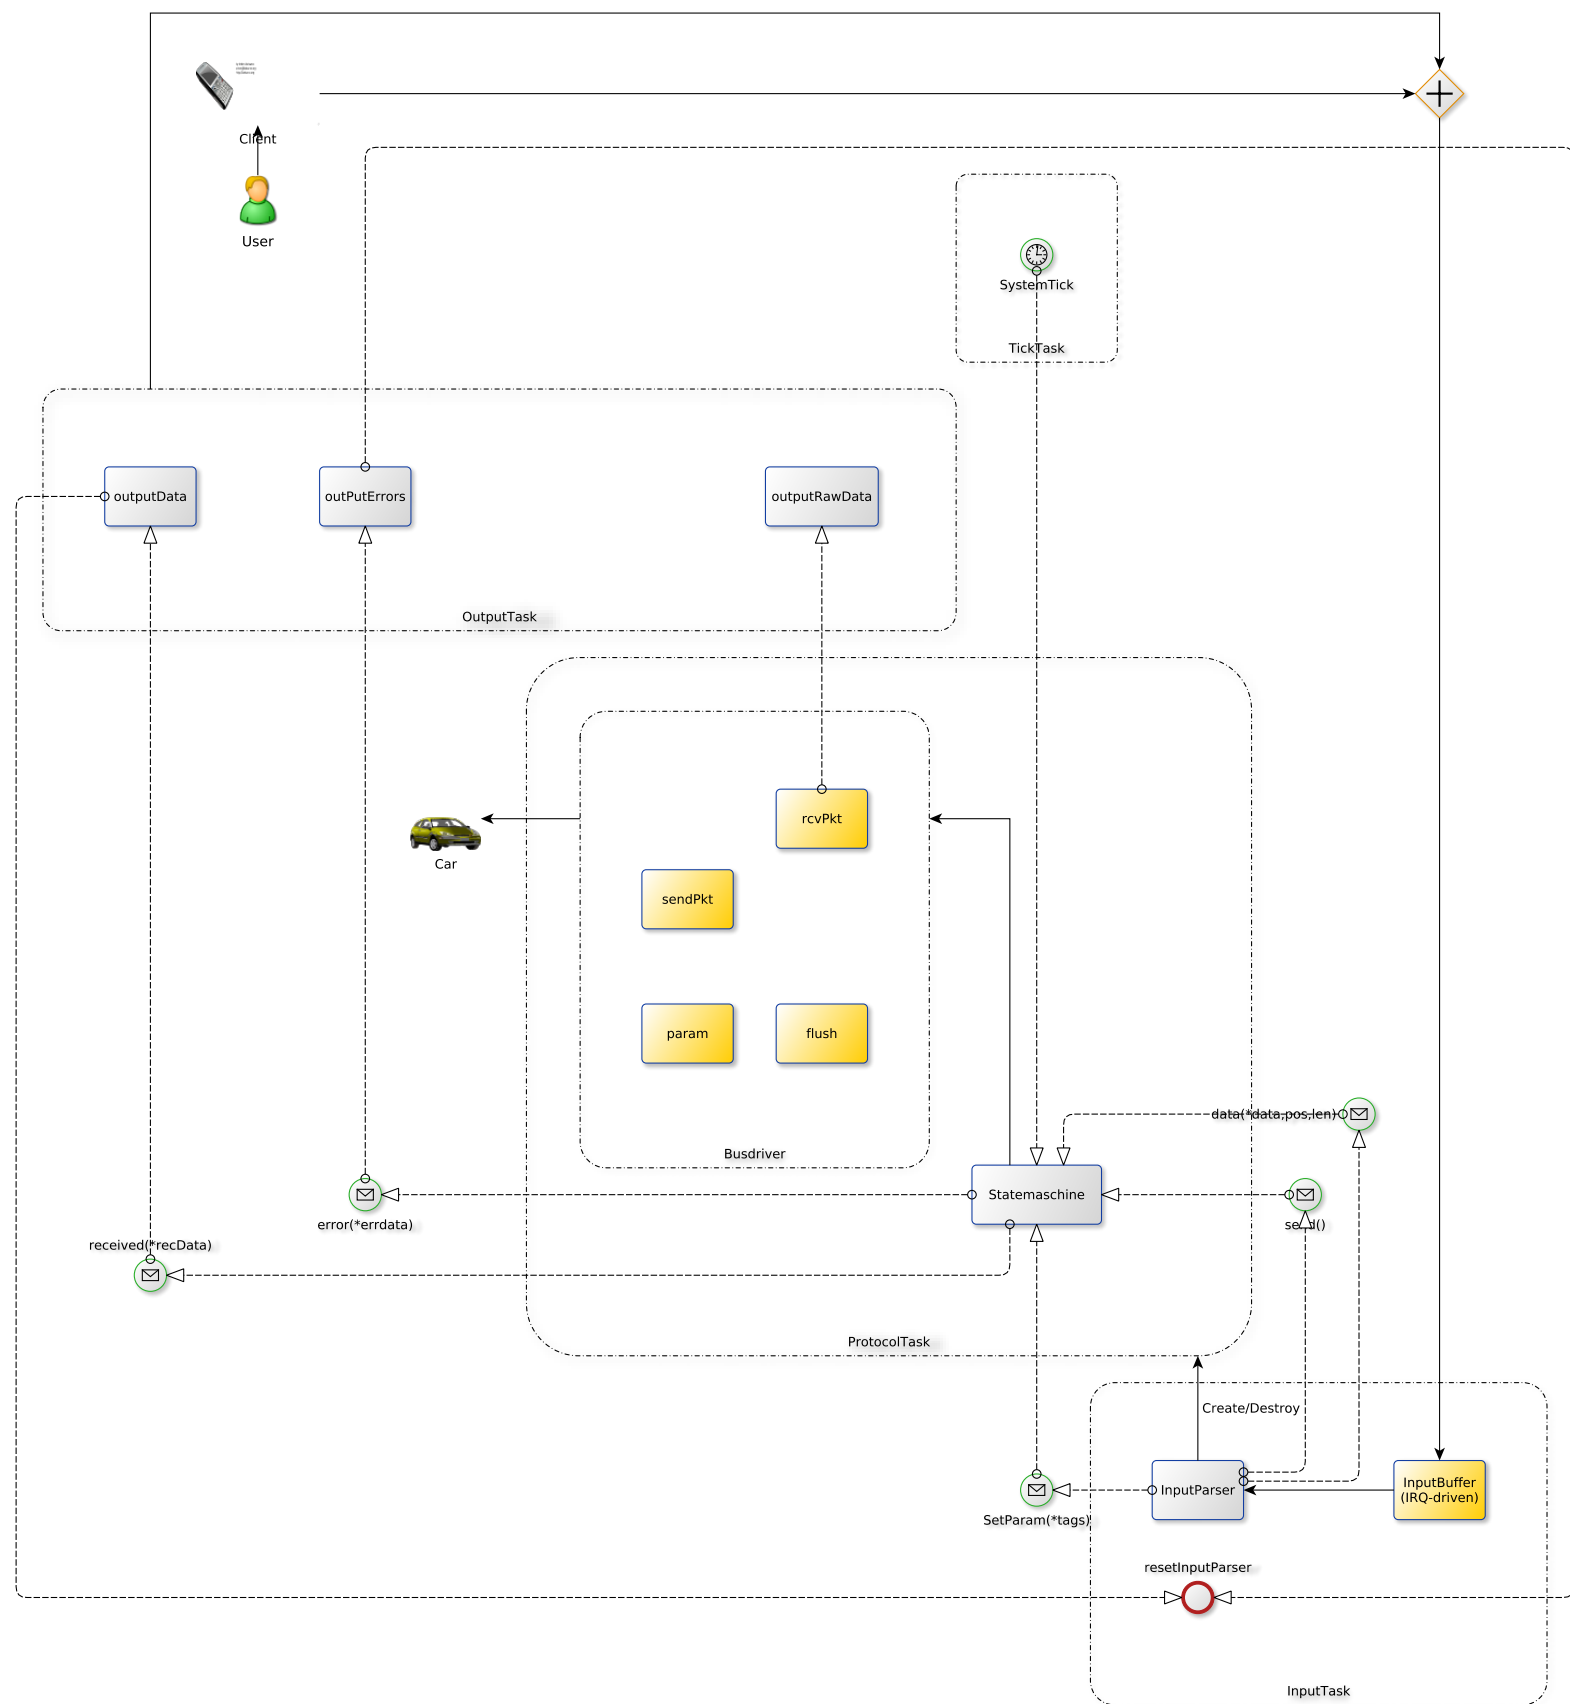 Client
User
SystemTick
TickTask
outputData
outPutErrors
outputRawData
OutputTask
rcvPkt
Car
sendPkt
param
flush
data(*data,pos,len)
Busdriver
Statemaschine
error(*errdata)
send()
received(*recData)
ProtocolTask
Create/Destroy
InputBuffer
(IRQ-driven)
InputParser
SetParam(*tags)
resetInputParser
InputTask